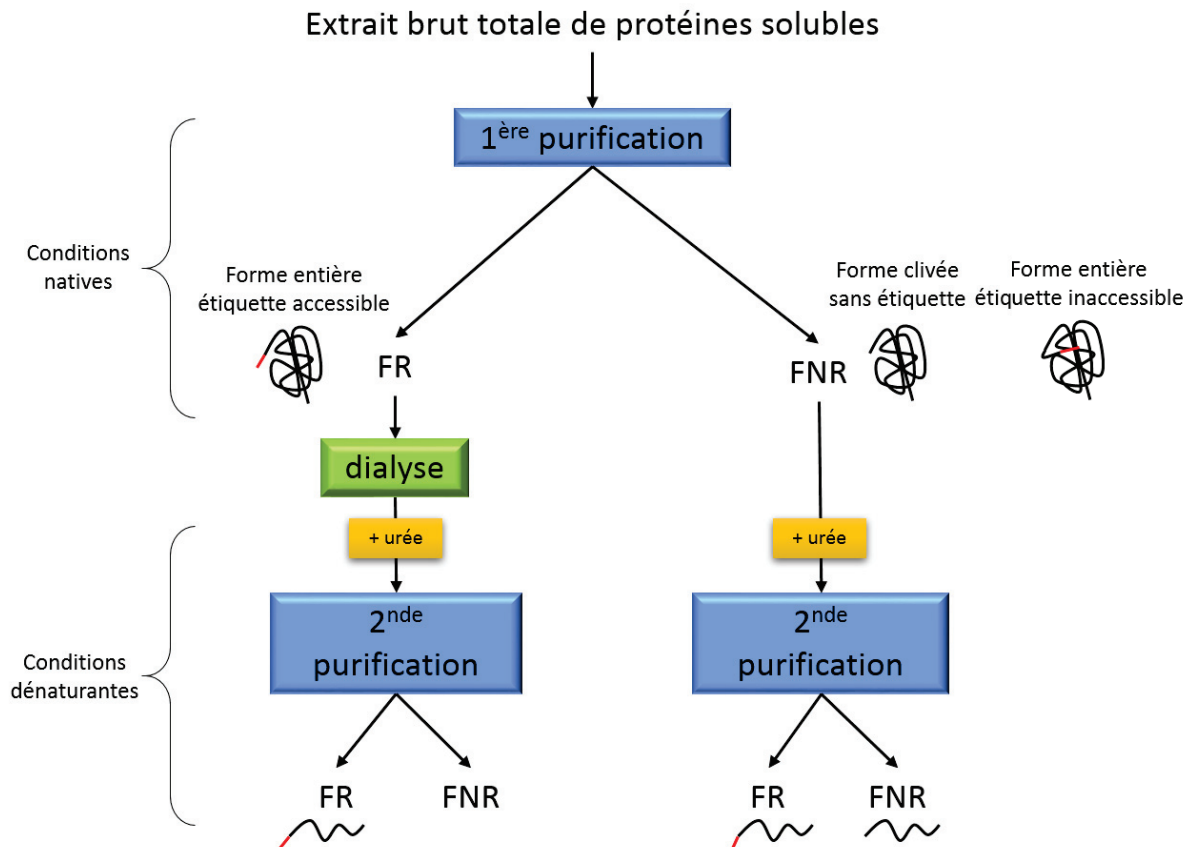 Extrait brut totale de protéines solubles
1ère purification
Conditions
natives
Forme entière
étiquette accessible
Forme clivée
sans étiquette
Forme entière
étiquette inaccessible
FR
FNR
dialyse
+ urée
+ urée
Conditions
dénaturantes
2nde
purification
2nde
purification
FR
FNR
FR
FNR